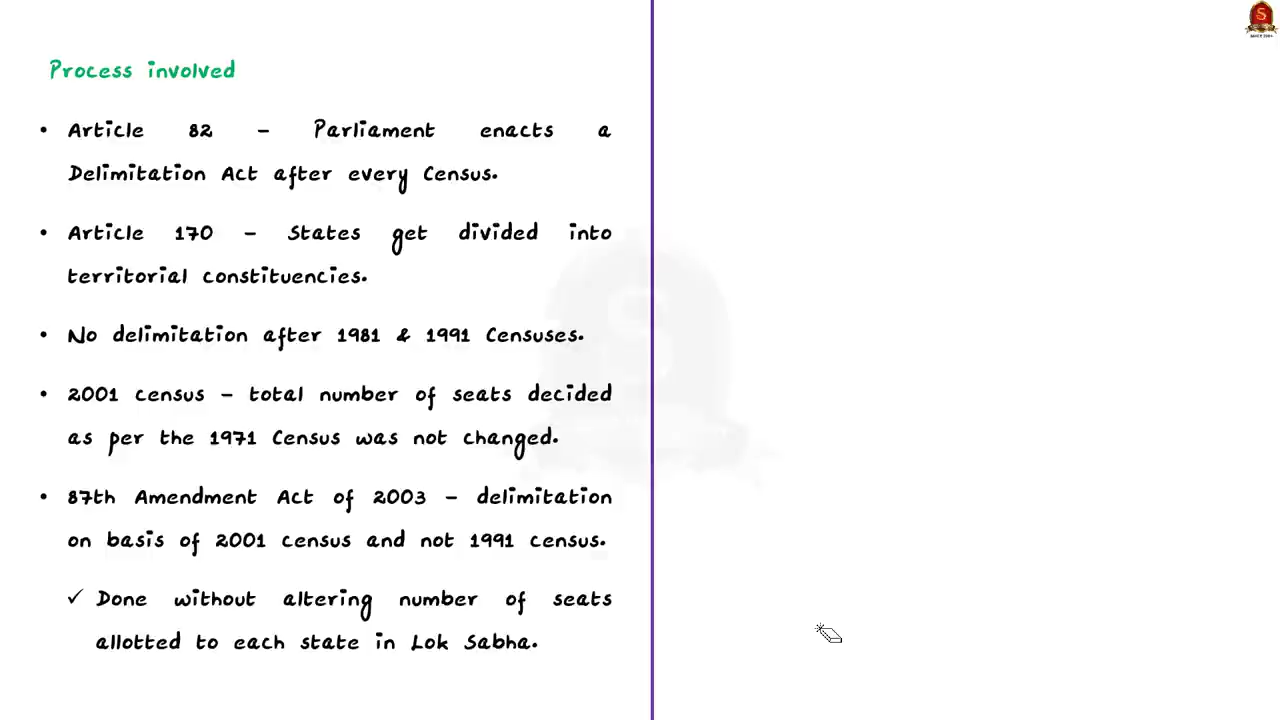 Process involved
• Article 82 – Parliament enacts a
Delimitation Act after every Census.
• Article 170 – States get divided into
territorial constituencies.
• No delimitation after 1981 & 1991 Censuses.
• 2001 census – total number of seats decided
as per the 1971 Census was not changed.
• 87th Amendment Act of 2003 – delimitation
on basis of 2001 census and not 1991 census.
✓ Done without altering number of seats
allotted to each state in Lok Sabha.
S